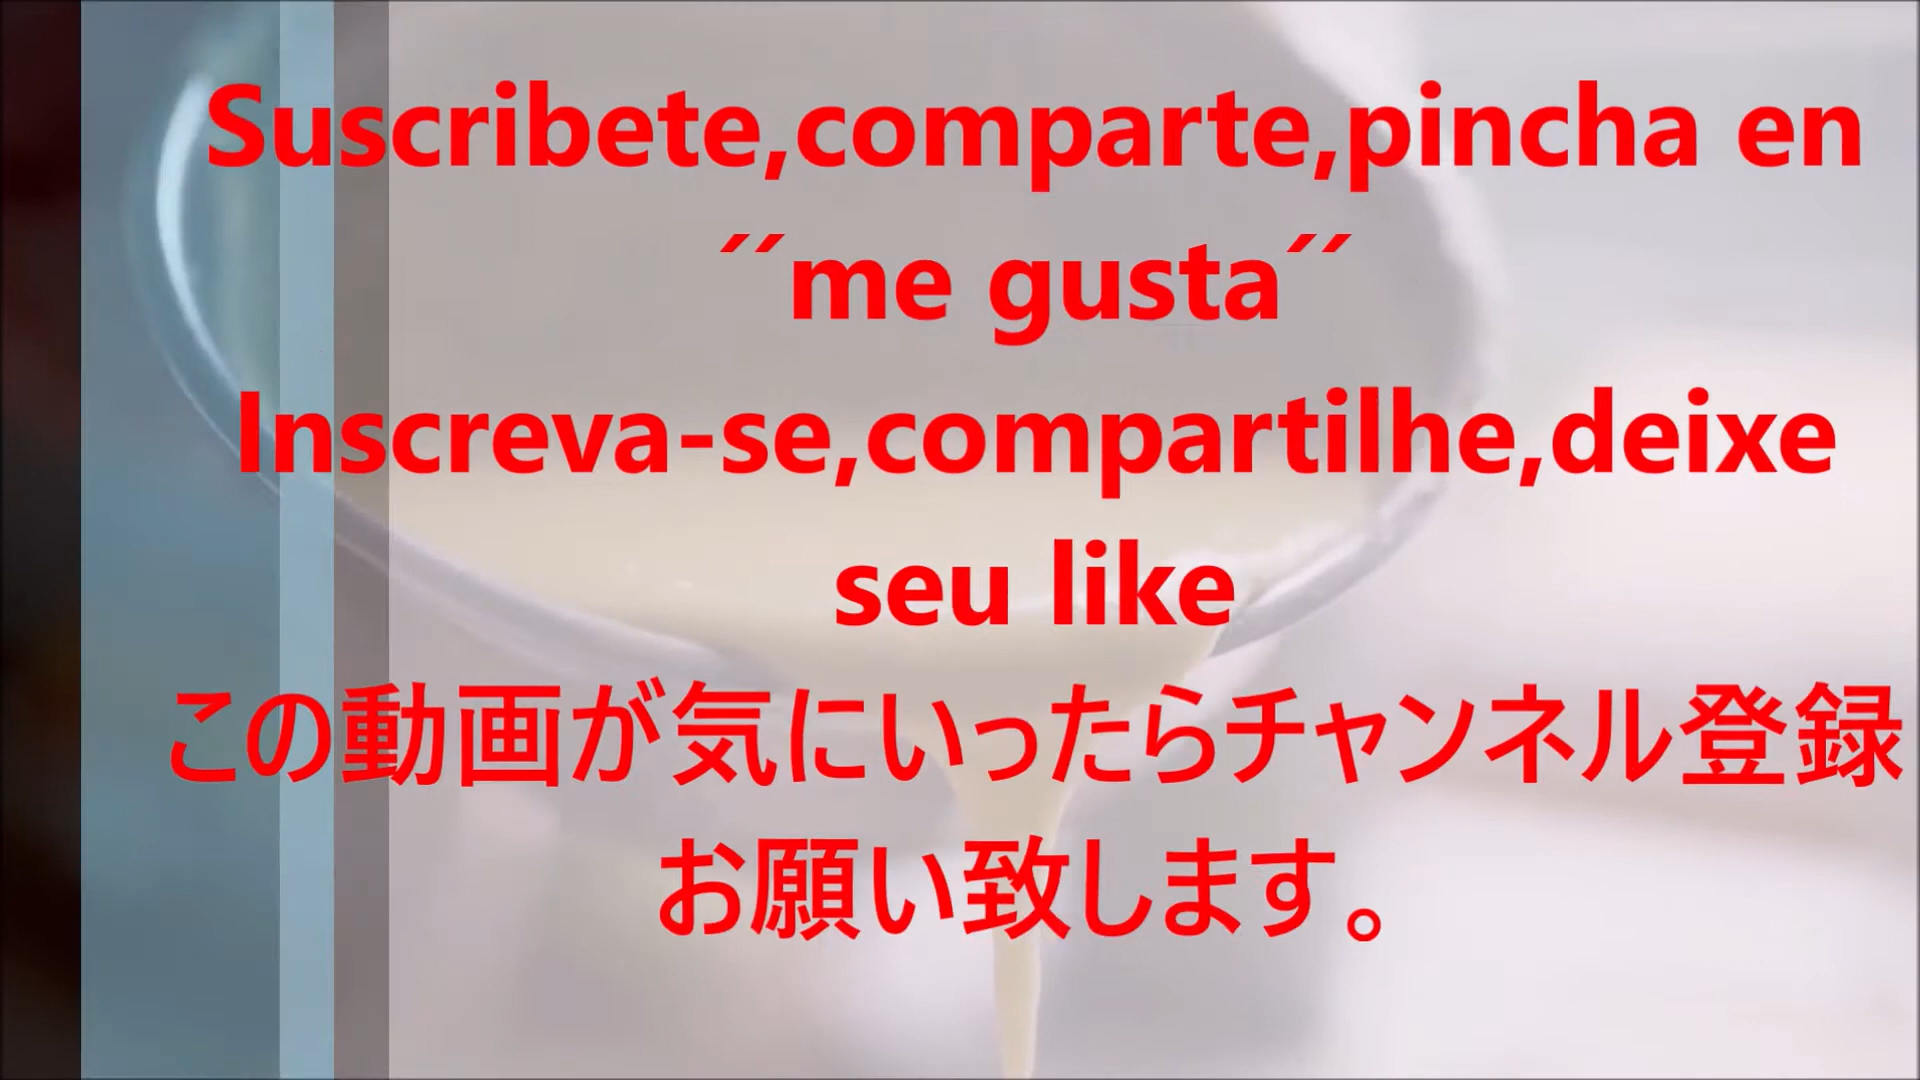 Suscribete,comparte,pincha en
´´me gusta´´
Inscreva-se,compartilhe,deixe
seu like
この動画が気にいったらチャンネル登録
お願い致します。